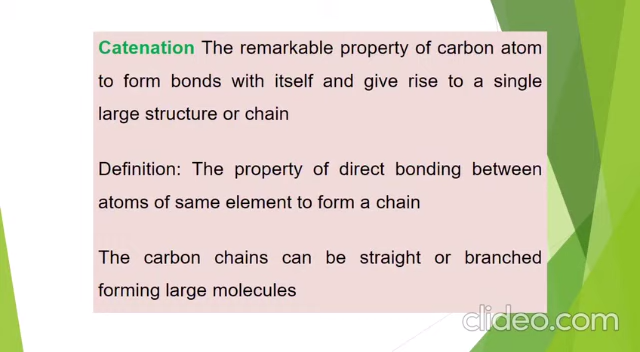 Catenation The remarkable property of carbon atom
to form bonds with itself and give rise to a single
large structure or chain
Definition: The property of direct bonding between
atoms of same element to form a chain
The carbon chains can be straight or branched
forming large molecules
clideo.com